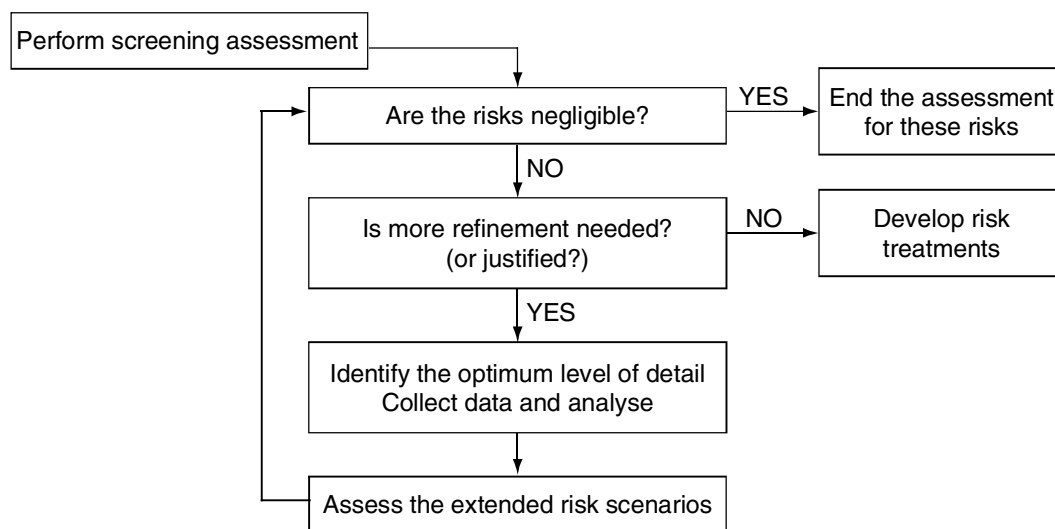 Perform screening assessment
Are the risks negligible?
YES
End the assessment
for these risks
NO
Is more refinement needed?
(or justified?)
NO
Develop risk
treatments
YES
Identify the optimum level of detail
Collect data and analyse
Assess the extended risk scenarios